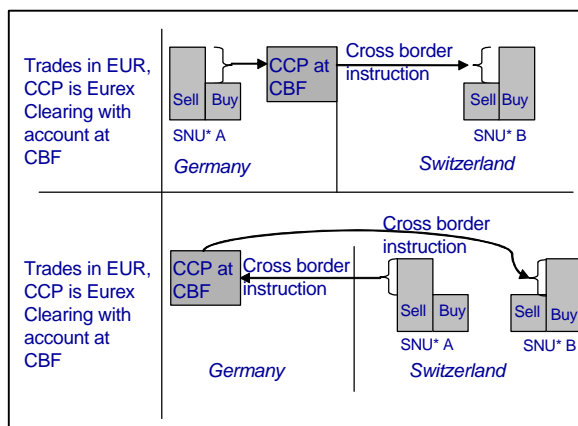 Trades in EUR,
CCP is Eurex
Clearing with
account at
CBF
Sell
Buy
SNU* A
Germany
CCP at
CBF
Cross border
instruction
Sell
Buy
SNU* B
Switzerland
Trades in EUR,
CCP is Eurex
Clearing with
account at
CBF
CCP at
CBF
Cross border
instruction
Cross border
instruction
Sell
Buy
SNU* A
Sell
Buy
SNU* B
Germany
Switzerland